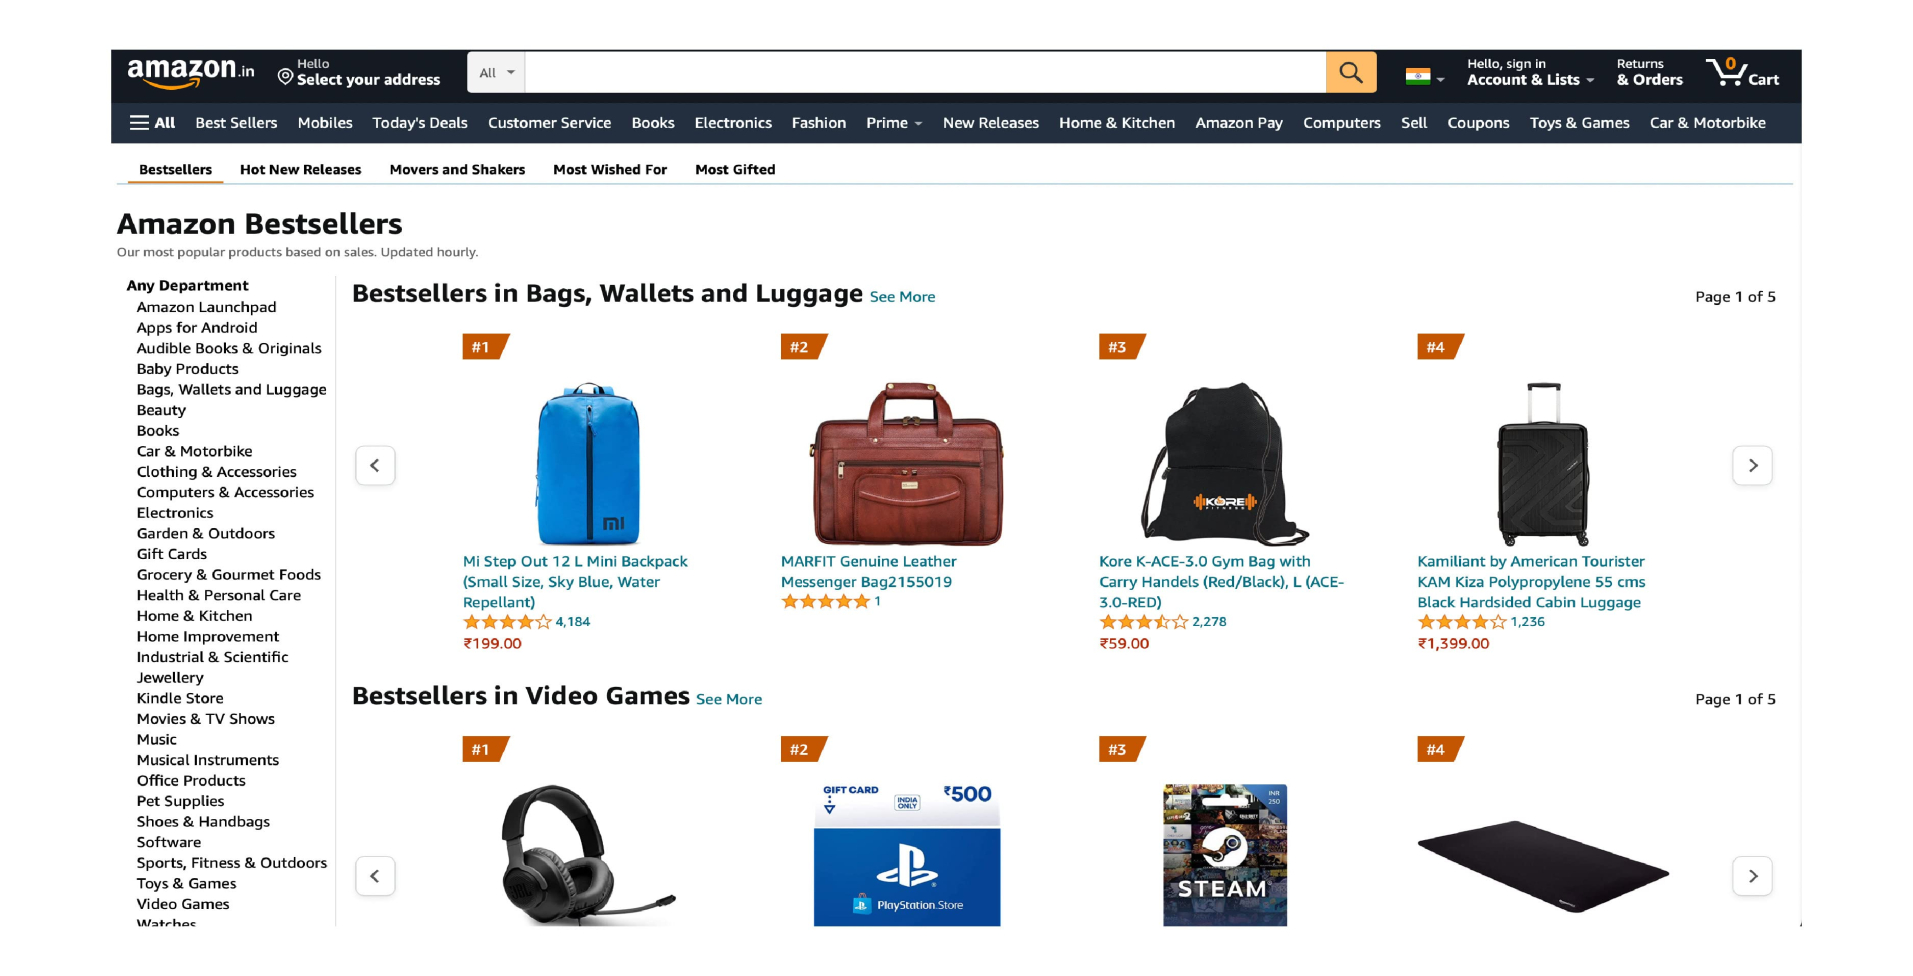 amazon.in
Hello
Select your address
All
Hello, sign in
Account & Lists
Returns
& Orders
0
Cart
All Best Sellers Mobiles Today's Deals Customer Service Books Electronics Fashion Prime New Releases Home & Kitchen Amazon Pay Computers Sell Coupons Toys & Games Car & Motorbike
Bestsellers Hot New Releases Movers and Shakers Most Wished For Most Gifted
Amazon Bestsellers
Our most popular products based on sales. Updated hourly.
Any Department
Amazon Launchpad
Apps for Android
Audible Books & Originals
Baby Products
Bags, Wallets and Luggage
Beauty
Books
Car & Motorbike
Clothing & Accessories
Computers & Accessories
Electronics
Garden & Outdoors
Gift Cards
Grocery & Gourmet Foods
Health & Personal Care
Home & Kitchen
Home Improvement
Industrial & Scientific
Jewellery
Kindle Store
Movies & TV Shows
Music
Musical Instruments
Office Products
Pet Supplies
Shoes & Handbags
Software
Sports, Fitness & Outdoors
Toys & Games
Video Games
Watches
Bestsellers in Bags, Wallets and Luggage See More
Page 1 of 5
#1
mi
Mi Step Out 12 L Mini Backpack
(Small Size, Sky Blue, Water
Repellant)
4,184
₹199.00
#2
MARFIT Genuine Leather
Messenger Bag2155019
1
#3
KORE
FITNESS
Kore K-ACE-3.0 Gym Bag with
Carry Handels (Red/Black), L (ACE-
3.0-RED)
2,278
₹59.00
#4
Kamiliant by American Tourister
KAM Kiza Polypropylene 55 cms
Black Hardsided Cabin Luggage
1,236
₹1,399.00
Bestsellers in Video Games See More
Page 1 of 5
#1
JBL
#2
GIFT CARD
INDIA
ONLY
₹500
PlayStation Store
#3
INR
250
STEAM
#4